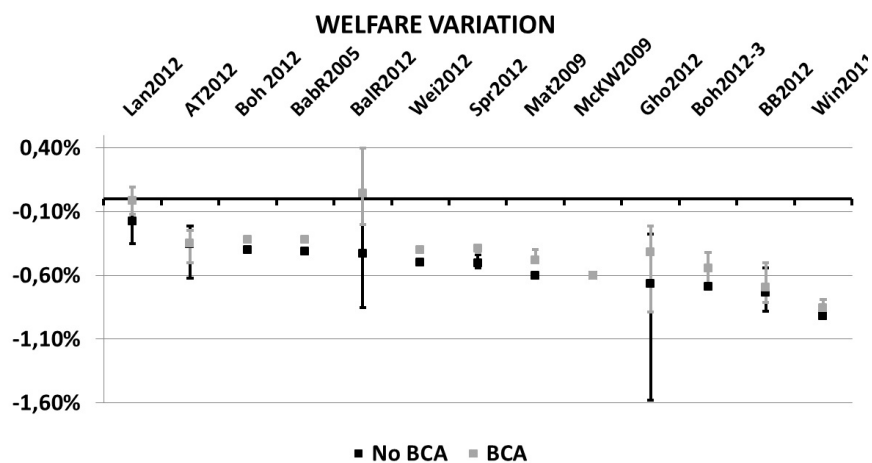 WELFARE VARIATION
Lan2012
AT2012
Boh 2012
BabR2005
BalR2012
Wei2012
Spr2012
Mat2009
McKW2009
Gho2012
Boh2012-3
BB2012
Win2011
0,40%
-0,10%
-0,60%
-1,10%
-1,60%
No BCA BCA